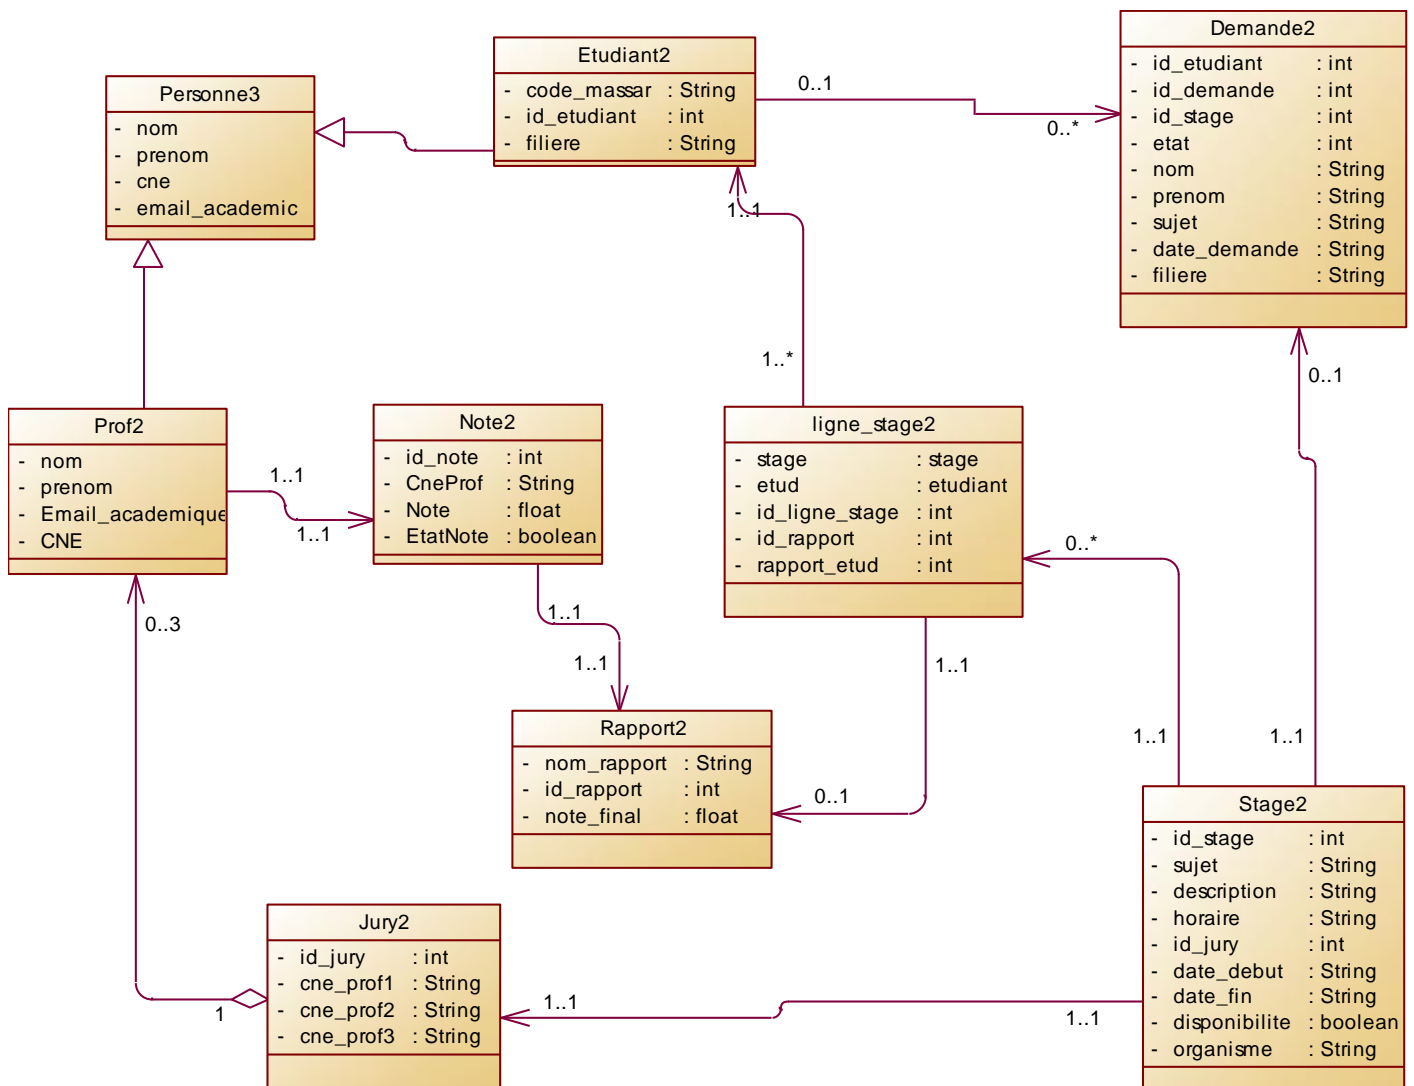 Etudiant2
- code_massar : String
- id_etudiant : int
- filiere : String
Demande2
- id_etudiant : int
- id_demande : int
- id_stage : int
- etat : int
- nom : String
- prenom : String
- sujet : String
- date_demande : String
- filiere : String
Personne3
- nom
- prenom
- cne
- email_academic
0..1
0..*
1..1
1..*
0..1
Prof2
- nom
- prenom
- Email_academique
- CNE
1..1
1..1
Note2
- id_note : int
- CneProf : String
- Note : float
- EtatNote : boolean
ligne_stage2
- stage : stage
- etud : etudiant
- id_ligne_stage : int
- id_rapport : int
- rapport_etud : int
0..*
0..3
1..1
1..1
1..1
Rapport2
- nom_rapport : String
- id_rapport : int
- note_final : float
0..1
1..1
1..1
Stage2
- id_stage : int
- sujet : String
- description : String
- horaire : String
- id_jury : int
- date_debut : String
- date_fin : String
- disponibilite : boolean
- organisme : String
Jury2
- id_jury : int
- cne_prof1 : String
- cne_prof2 : String
- cne_prof3 : String
1
1..1
1..1